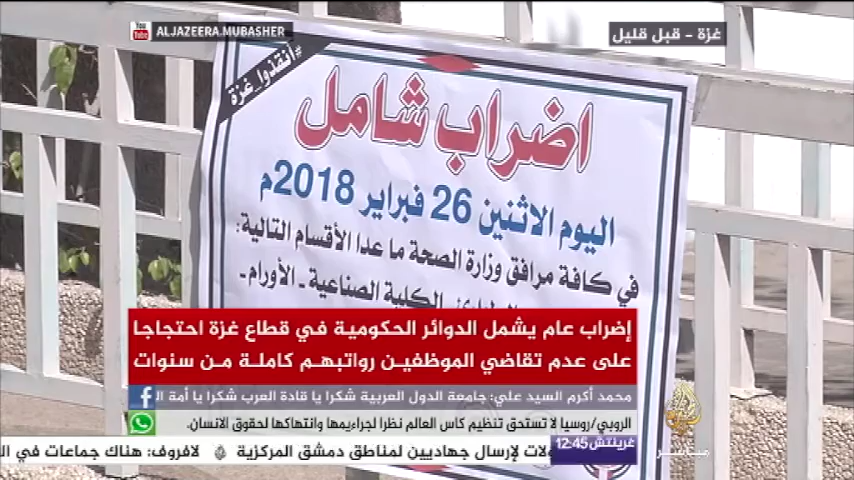 ALJAZEERA.MUBASHER
غزة - قبل قليل
#أنقذوا_غزة
اضراب شامل
اليوم الاثنين 26 فبراير 2018م
في كافة مرافق وزارة الصحة ما عدا الأقسام التالية:
الكلية الصناعية - الأورام -
إضراب عام يشمل الدوائر الحكومية في قطاع غزة احتجاجا
على عدم تقاضي الموظفين رواتبهم كاملة من سنوات
محمد أكرم السيد علي: جامعة الدول العربية شكرا يا قادة العرب شكرا يا أمة
الروبي/روسيا لا تستحق تنظيم كاس العالم نظرا لجراءيمها وانتهاكها لحقوق الانسان.
غرينتش 12:45
لات لإرسال جهاديين لمناطق دمشق المركزية
لافروف: هناك جماعات في
مباشر